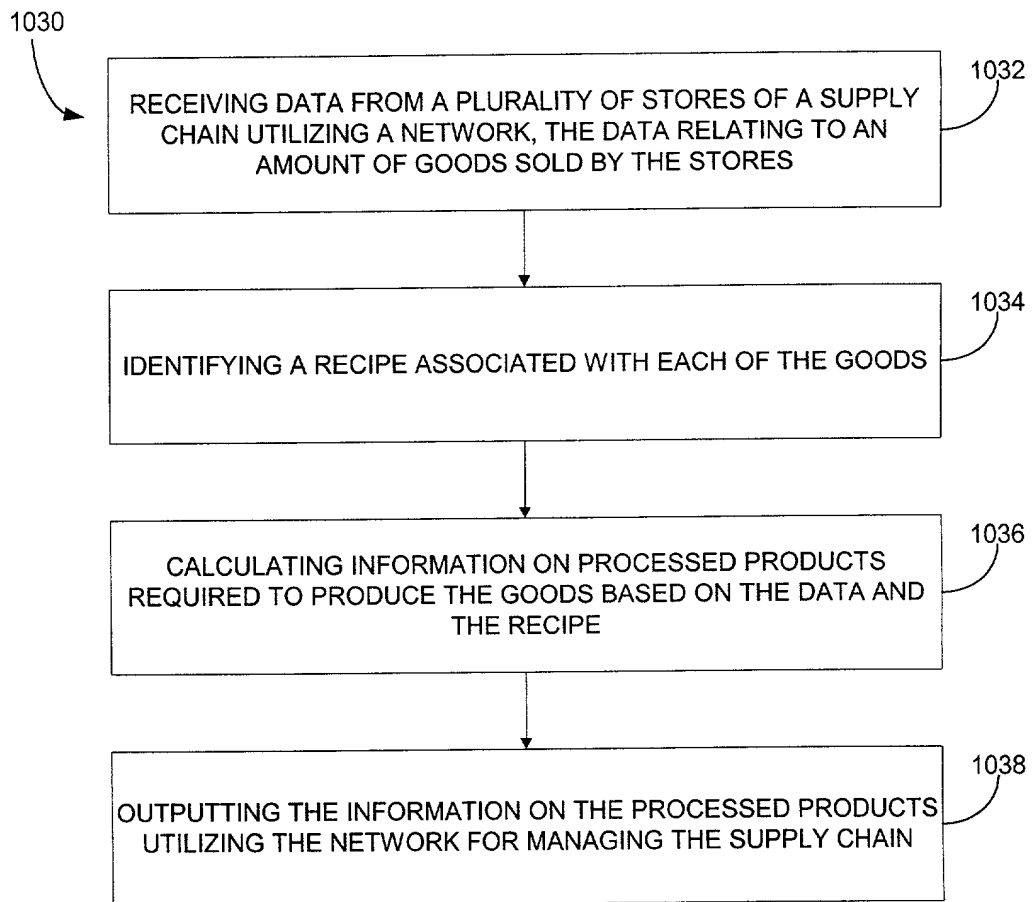 1030
1032
RECEIVING DATA FROM A PLURALITY OF STORES OF A SUPPLY
CHAIN UTILIZING A NETWORK, THE DATA RELATING TO AN
AMOUNT OF GOODS SOLD BY THE STORES
1034
IDENTIFYING A RECIPE ASSOCIATED WITH EACH OF THE GOODS
1036
CALCULATING INFORMATION ON PROCESSED PRODUCTS
REQUIRED TO PRODUCE THE GOODS BASED ON THE DATA AND
THE RECIPE
1038
OUTPUTTING THE INFORMATION ON THE PROCESSED PRODUCTS
UTILIZING THE NETWORK FOR MANAGING THE SUPPLY CHAIN